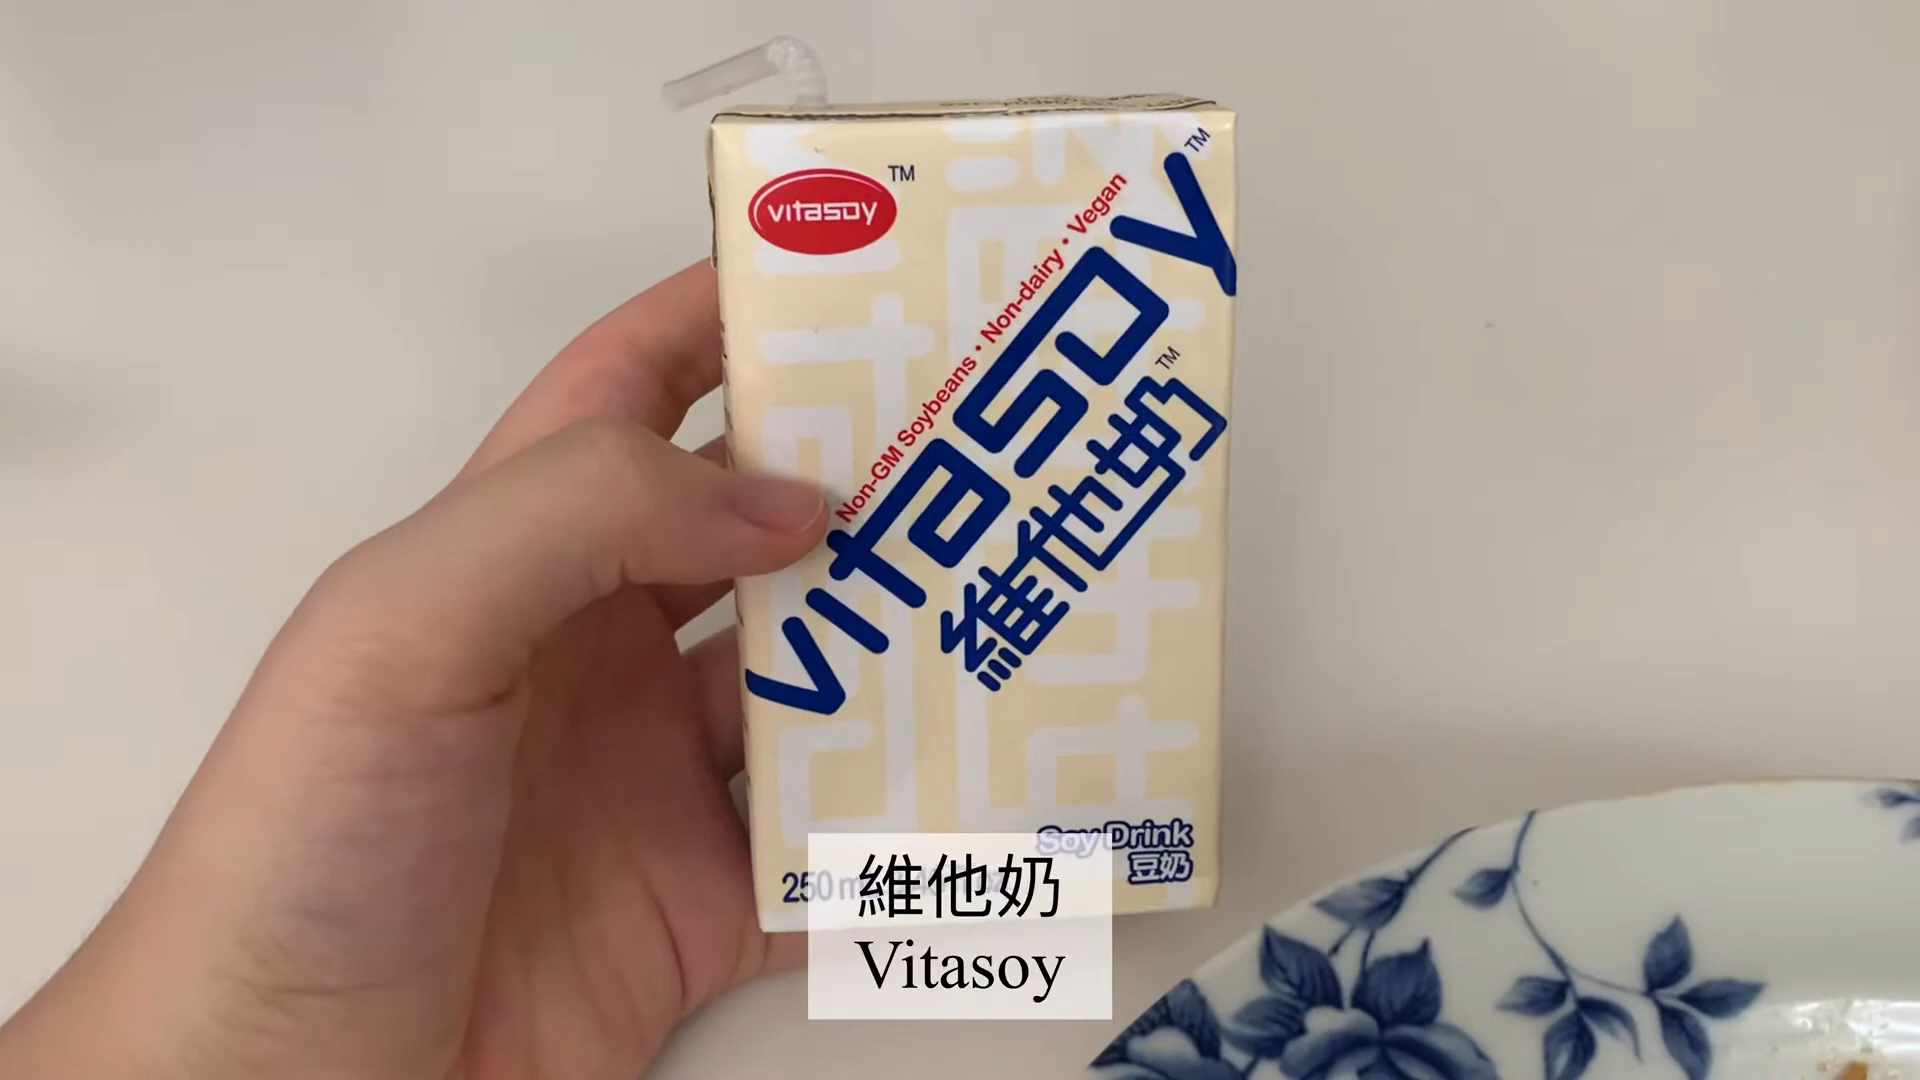 vitasoy TM
Non-GM Soybeans • Non-dairy • Vegan
vitasoy TM
維他奶 TM
Soy Drink
豆奶
250 m
維他奶
Vitasoy